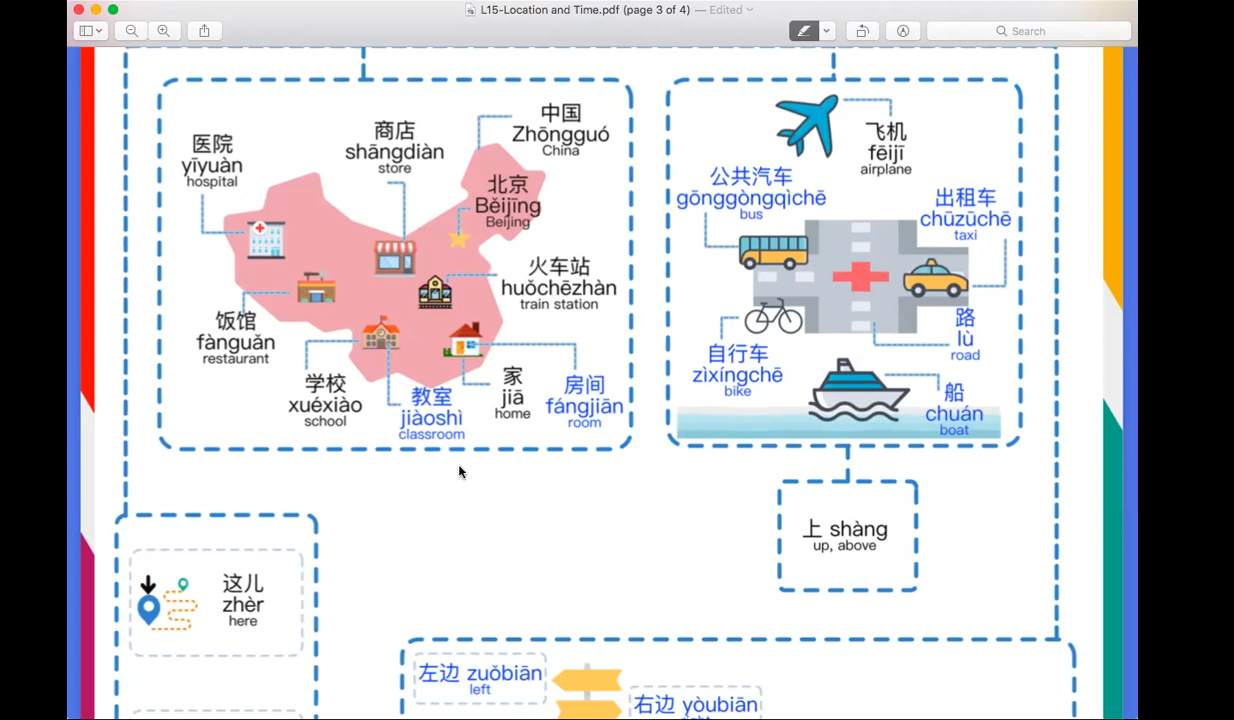 L15-Location and Time.pdf (page 3 of 4) — Edited
Search
医院
yīyuàn
hospital
商店
shāngdiàn
store
中国
Zhōngguó
China
北京
Běijīng
Beijing
火车站
huǒchēzhàn
train station
饭馆
fànguǎn
restaurant
学校
xuéxiào
school
教室
jiàoshì
classroom
家
jiā
home
房间
fángjiān
room
飞机
fēijī
airplane
公共汽车
gōnggòngqìchē
bus
出租车
chūzūchē
taxi
路
lù
road
自行车
zìxíngchē
bike
船
chuán
boat
上 shàng
up, above
这儿
zhèr
here
左边 zuǒbiān
left
右边 yòubiān